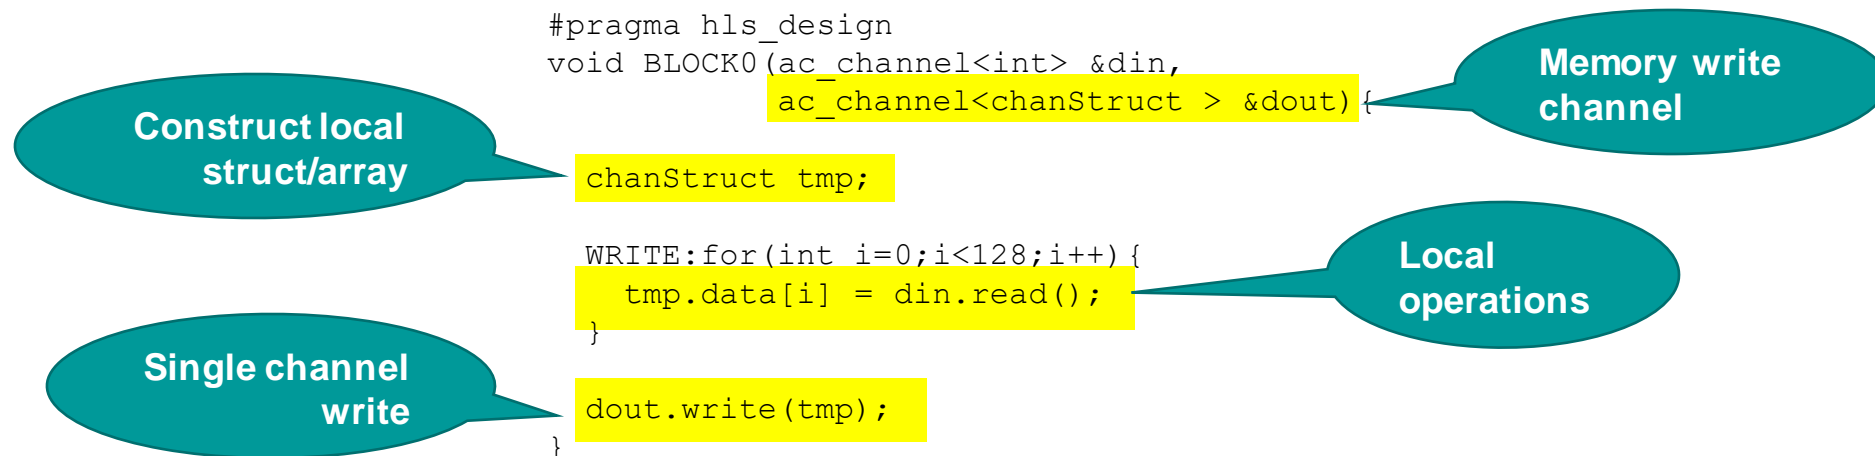 #pragma hls_design
void BLOCK0(ac_channel<int> &din,
ac_channel<chanStruct > &dout){
Memory write
channel
Construct local
struct/array
chanStruct tmp;
WRITE:for(int i=0;i<128;i++){
tmp.data[i] = din.read();
}
Local
operations
Single channel
write
dout.write(tmp);
}